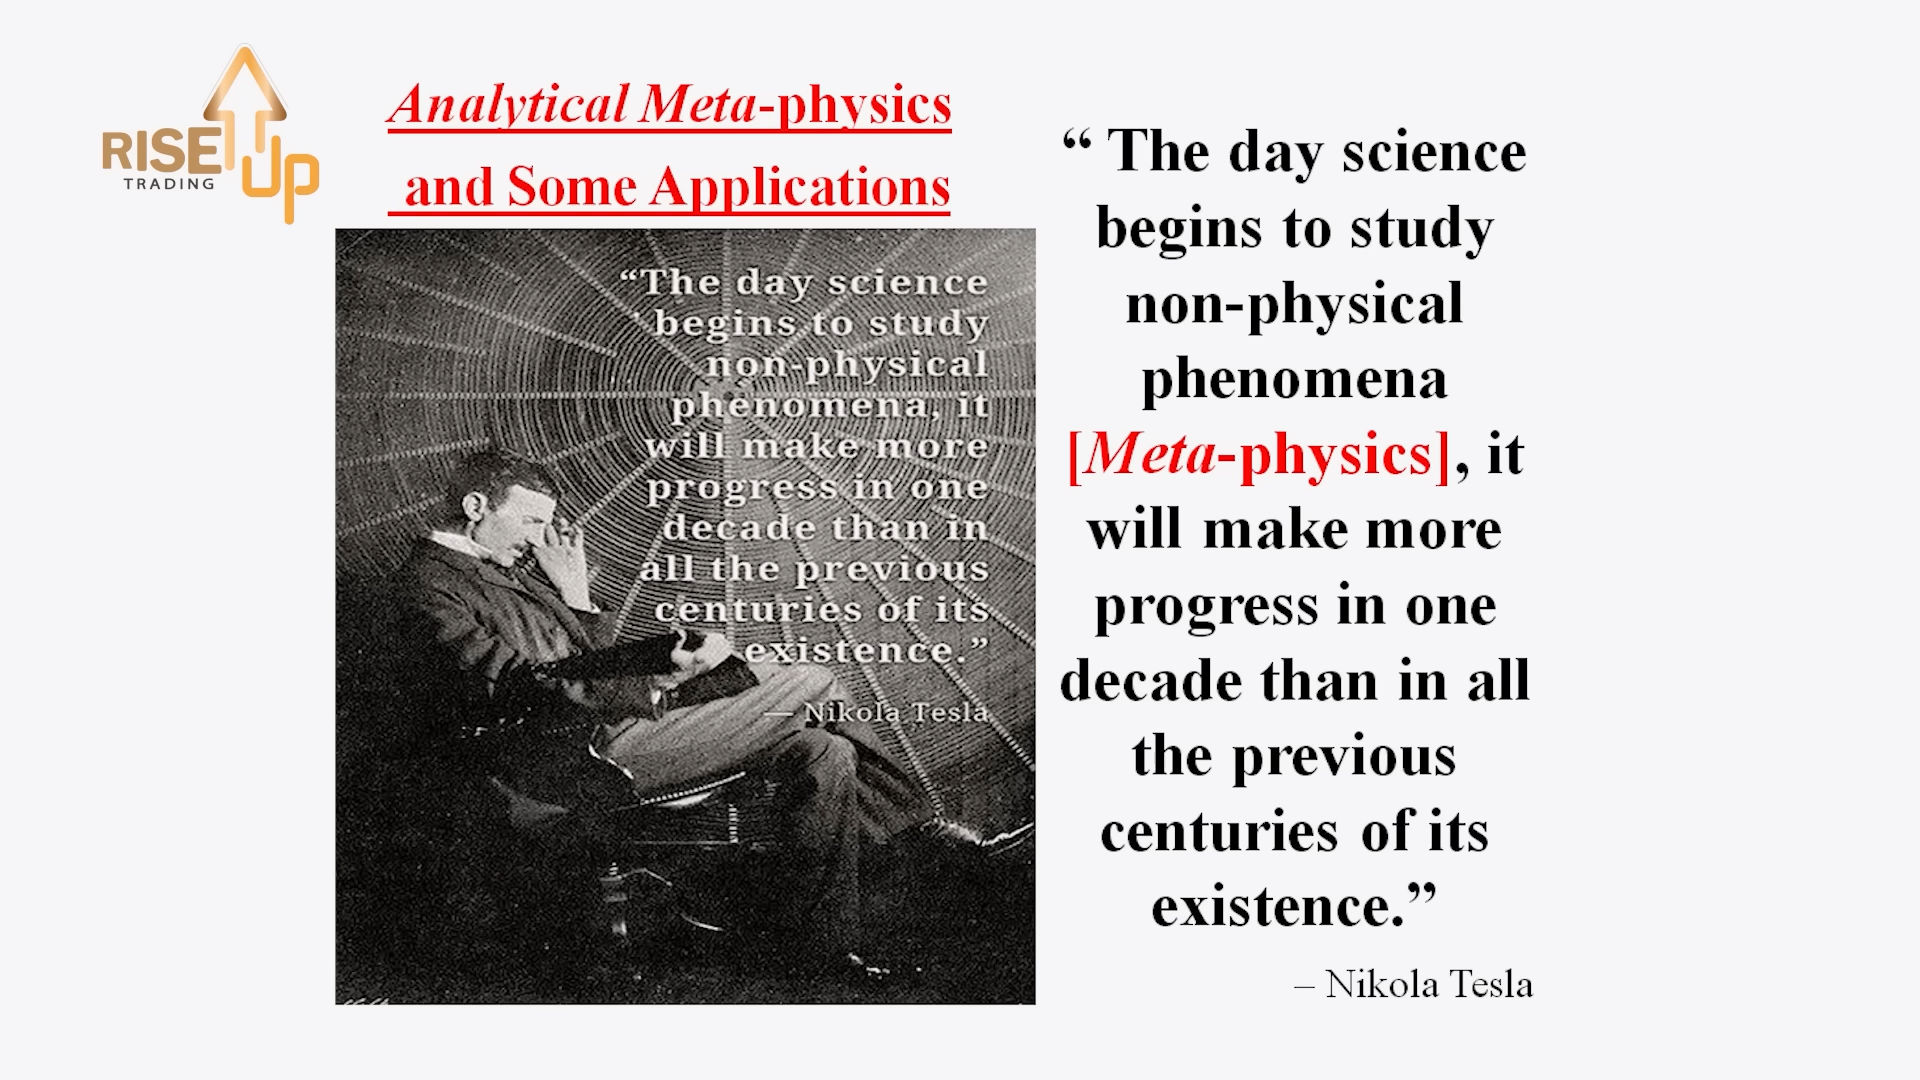 RISE Up
TRADING
Analytical Meta-physics
and Some Applications
“The day science
begins to study
non-physical
phenomena, it
will make more
progress in one
decade than in
all the previous
centuries of its
existence.”
— Nikola Tesla
“ The day science
begins to study
non-physical
phenomena
[Meta-physics], it
will make more
progress in one
decade than in all
the previous
centuries of its
existence.”
– Nikola Tesla